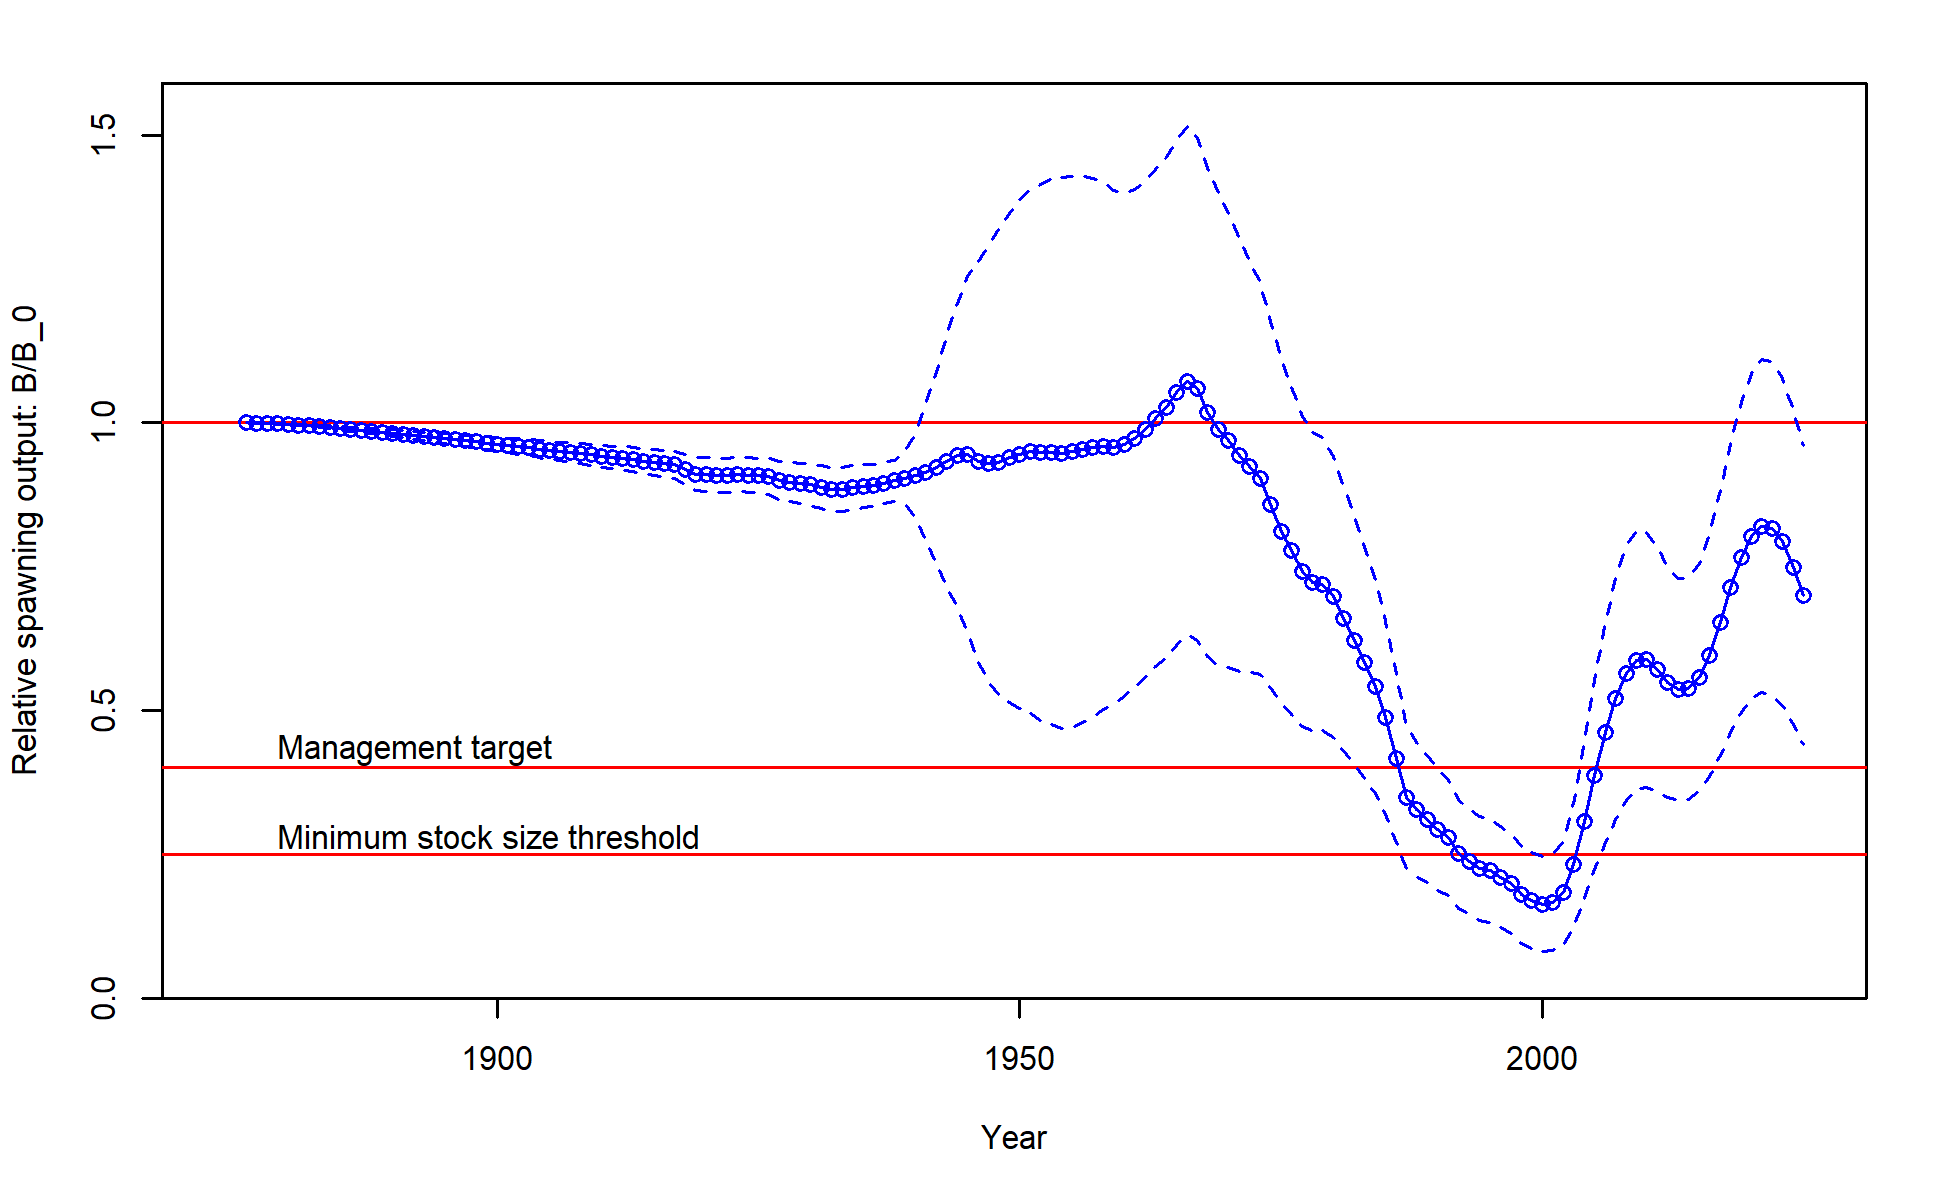 Relative spawning output: B/B_0
1.5
1.0
0.5
0.0
Management target
Minimum stock size threshold
1900
1950
2000
Year